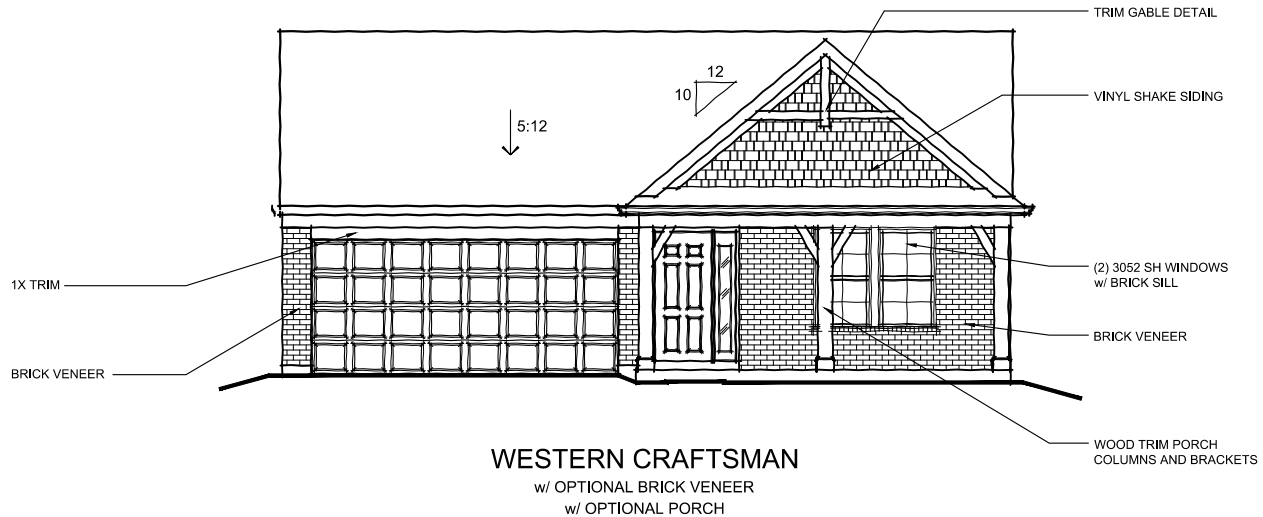 TRIM GABLE DETAIL
12
10
VINYL SHAKE SIDING
5:12
(2) 3052 SH WINDOWS
w/ BRICK SILL
1X TRIM
BRICK VENEER
BRICK VENEER
WOOD TRIM PORCH
COLUMNS AND BRACKETS
WESTERN CRAFTSMAN
w/ OPTIONAL BRICK VENEER
w/ OPTIONAL PORCH